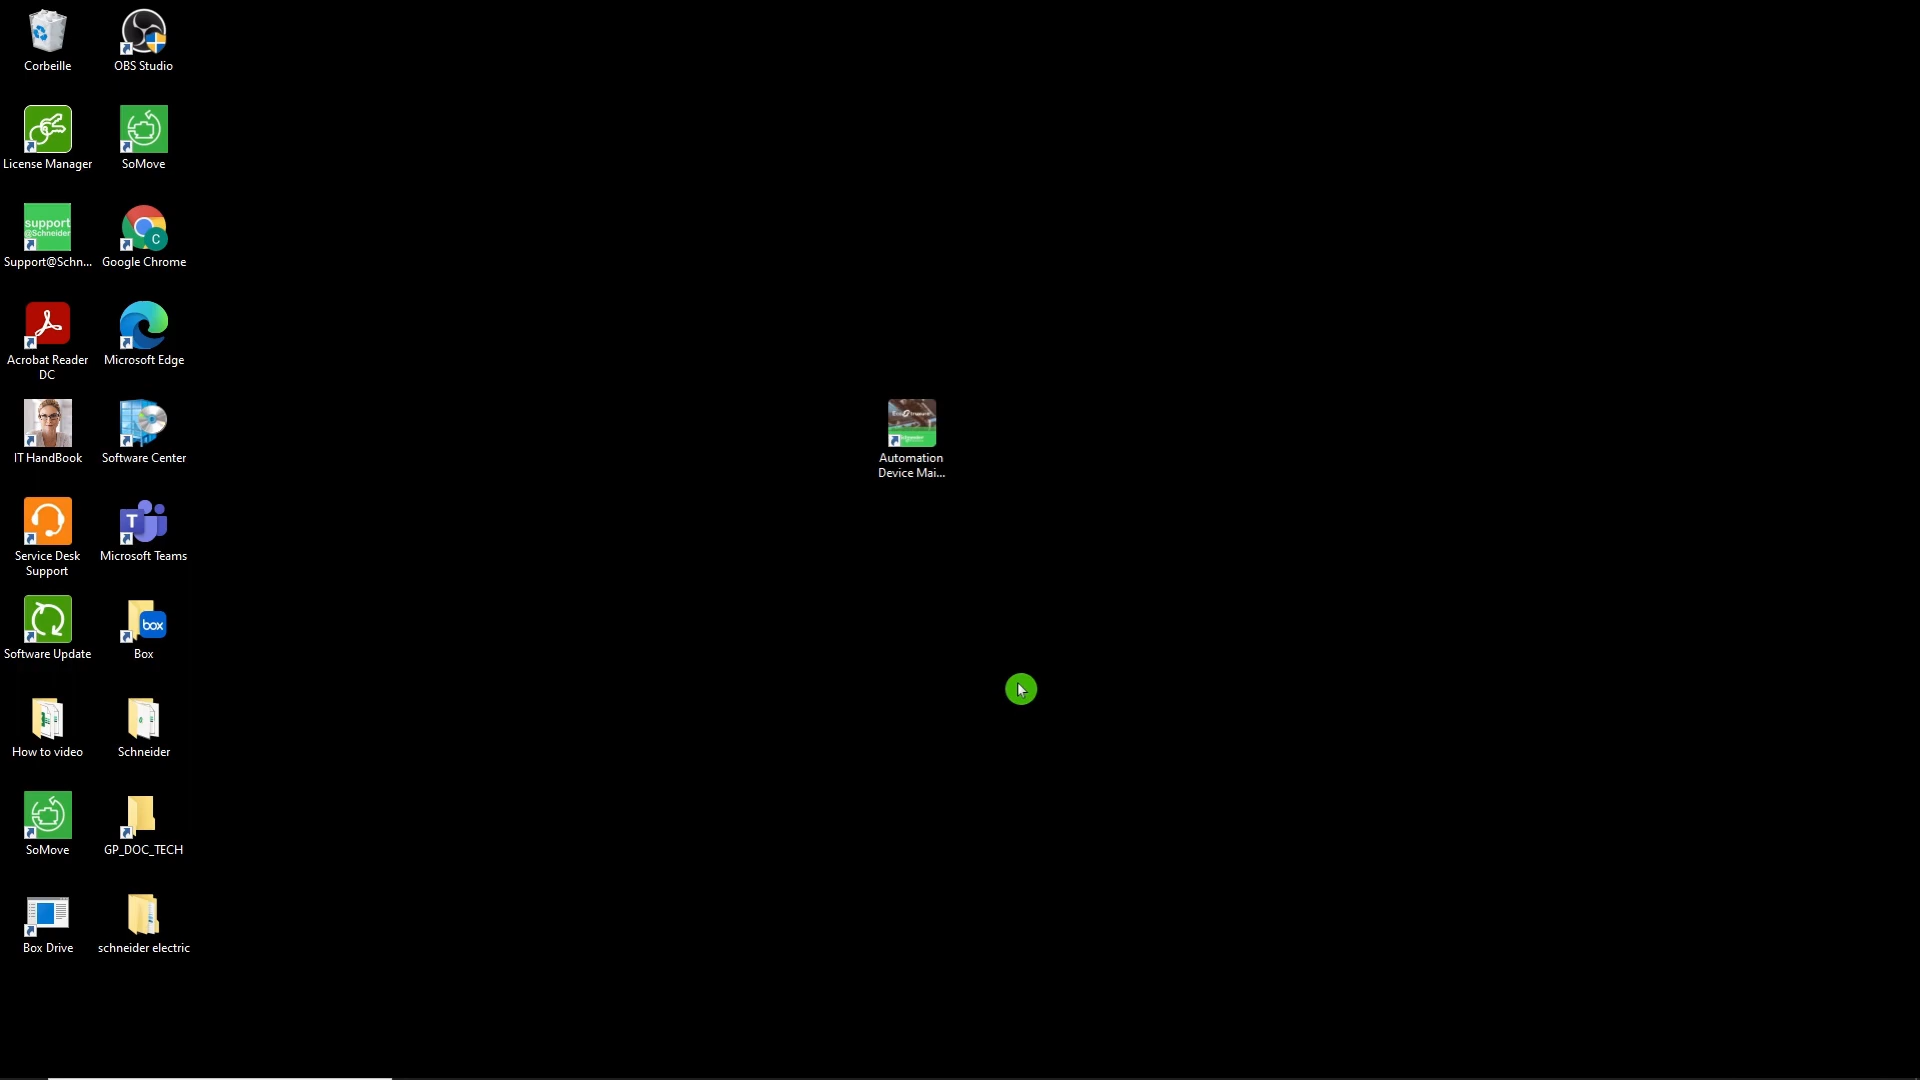 Corbeille
OBS Studio
License Manager
SoMove
support
@Schneider
Support@Schn...
C
Google Chrome
Acrobat Reader
DC
Microsoft Edge
IT HandBook
Software Center
Automation
Device Mai...
Service Desk
Support
T
Microsoft Teams
Software Update
box
Box
How to video
Schneider
SoMove
GP_DOC_TECH
Box Drive
schneider electric